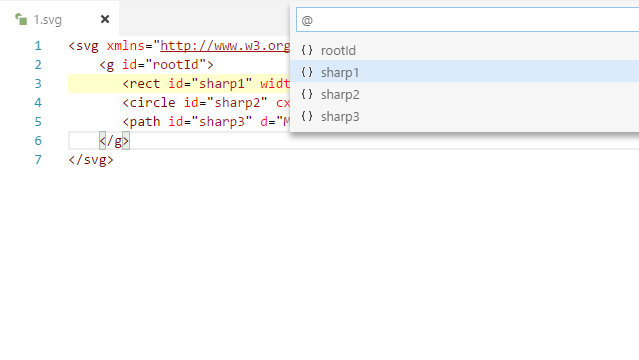 1.svg
@
rootId
sharp1
sharp2
sharp3
1 <svg xmlns="http://www.w3.org
2 <g id="rootId">
3 <rect id="sharp1" widt
4 <circle id="sharp2" cx
5 <path id="sharp3" d="M
6 </g>
7 </svg>